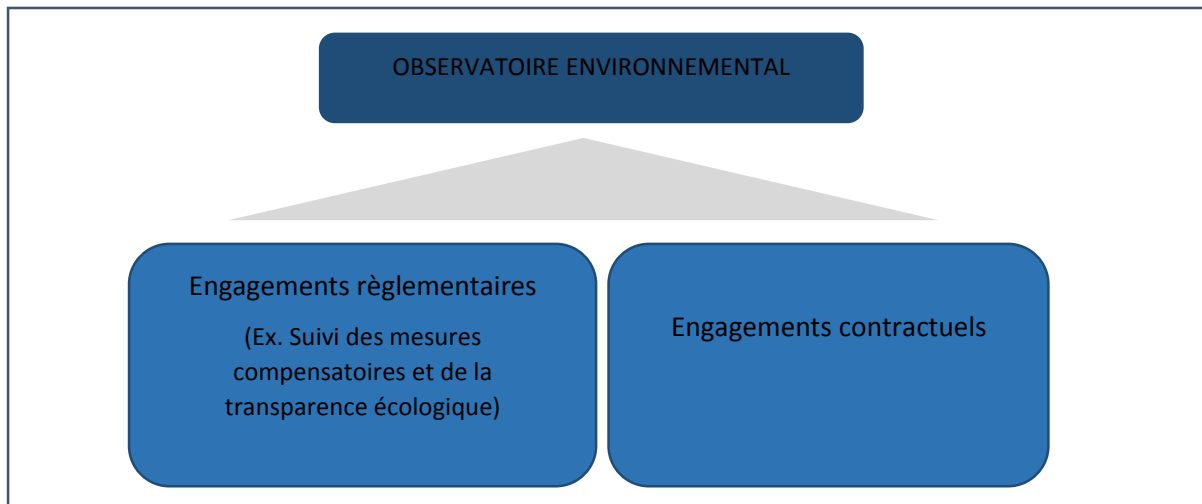 OBSERVATOIRE ENVIRONNEMENTAL
Engagements règlementaires
(Ex. Suivi des mesures
compensatoires et de la
transparence écologique)
Engagements contractuels